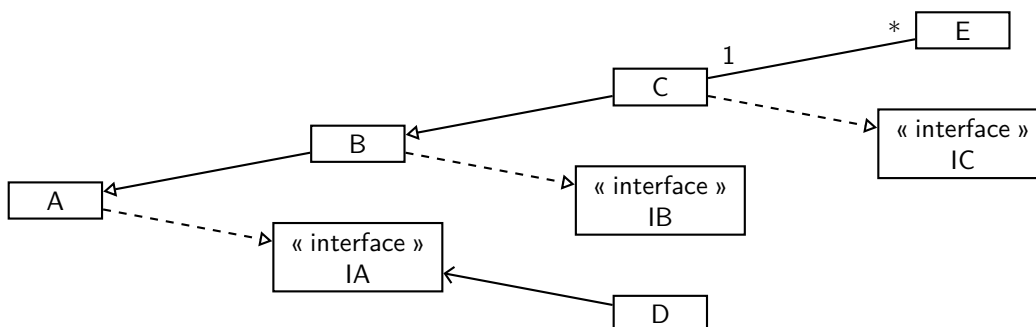 E
*
1
C
« interface »
IC
B
« interface »
IB
A
« interface »
IA
D